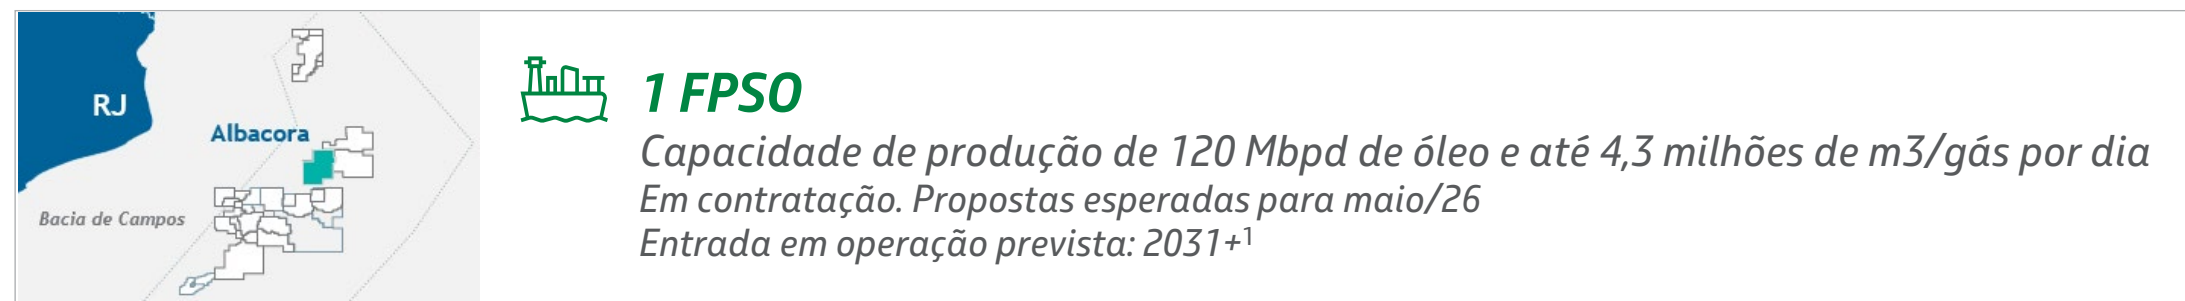 RJ
Albacora
Bacia de Campos
1 FPSO
Capacidade de produção de 120 Mbpd de óleo e até 4,3 milhões de m3/gás por dia
Em contratação. Propostas esperadas para maio/26
Entrada em operação prevista: 2031+¹